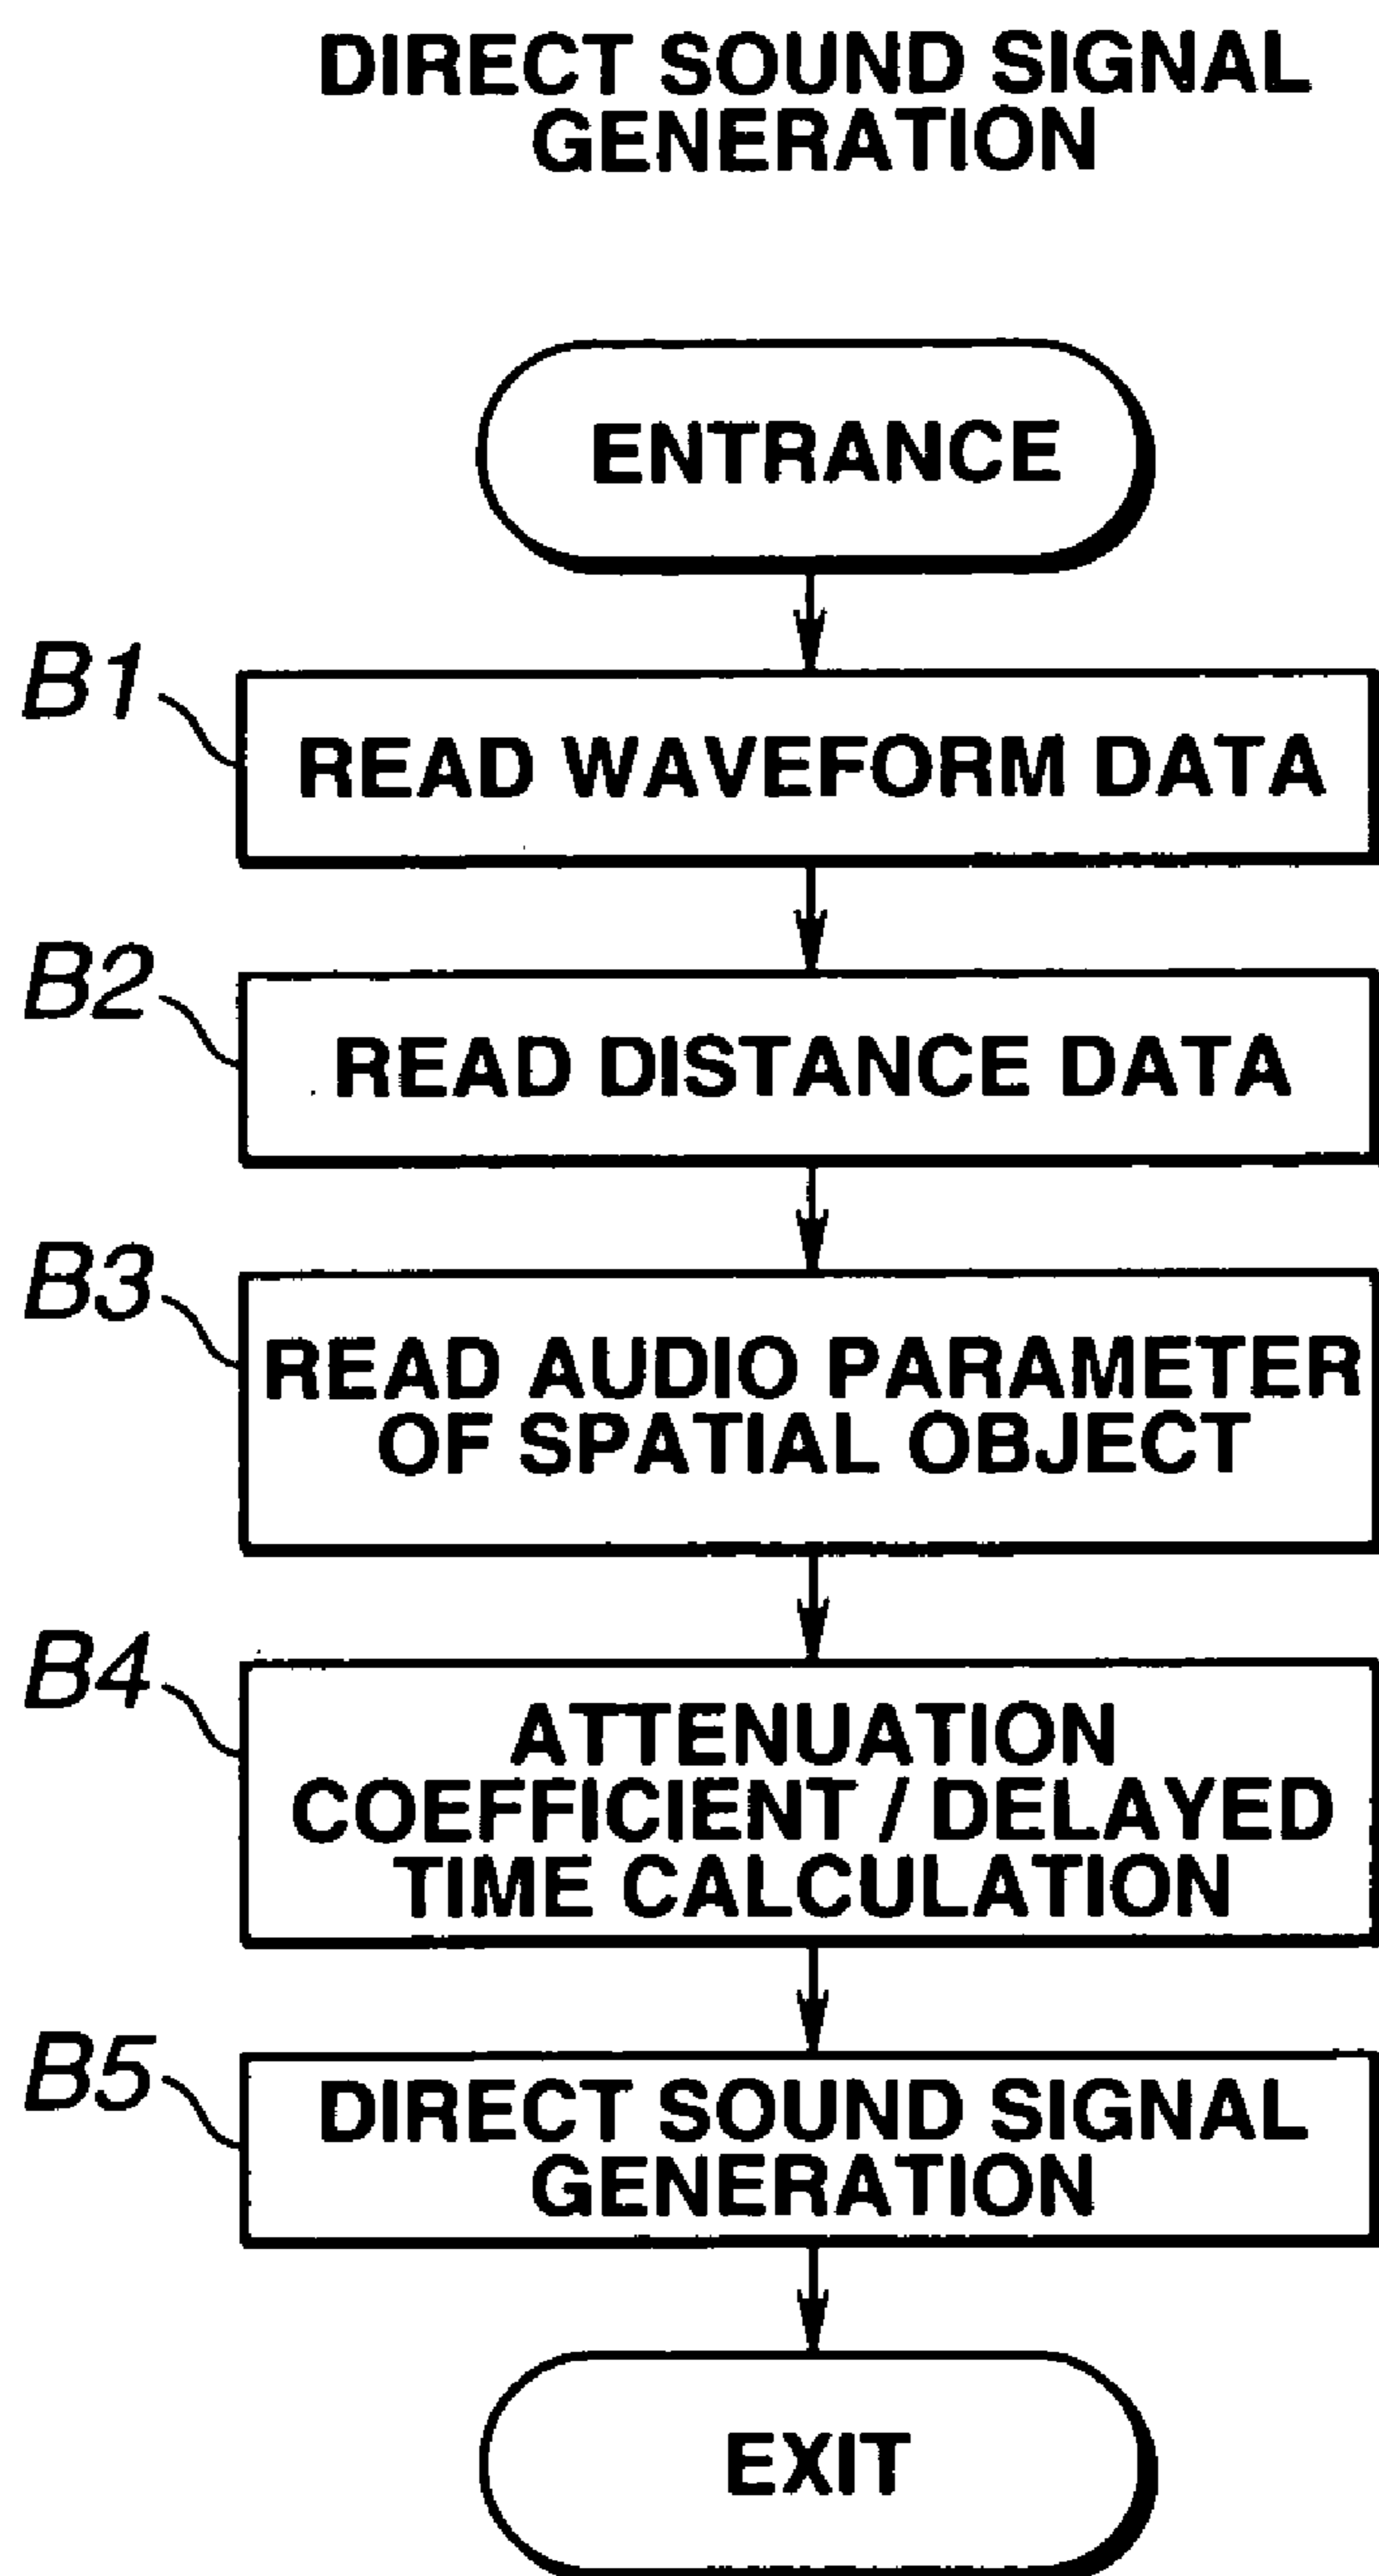 DIRECT SOUND SIGNAL
GENERATION
ENTRANCE
B1
READ WAVEFORM DATA
B2
READ DISTANCE DATA
B3
READ AUDIO PARAMETER
OF SPATIAL OBJECT
B4
ATTENUATION
COEFFICIENT / DELAYED
TIME CALCULATION
B5
DIRECT SOUND SIGNAL
GENERATION
EXIT